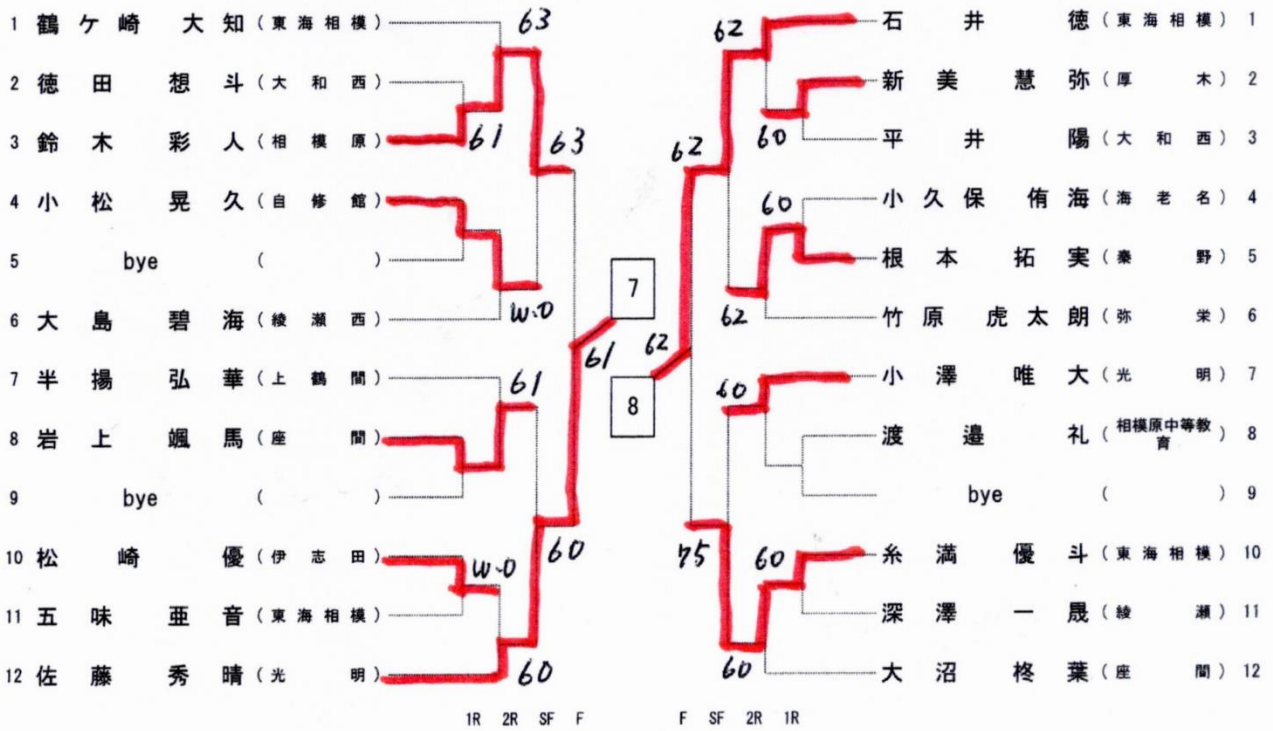 1 鶴ケ崎 大知 (東海相模)
63
2 徳田 想斗 (大和西)
61
3 鈴木 彩人 (相模原)
63
4 小松 晃久 (自修館)
5 bye ( )
W.O
6 大島 碧海 (綾瀬西)
61
7 半揚 弘華 (上鶴間)
61
8 岩上 颯馬 (座間)
9 bye ( )
60
10 松崎 優 (伊志田)
W.O
11 五味 亜音 (東海相模)
60
12 佐藤 秀晴 (光明)
1R 2R SF F
7
8
62
石井 徳 (東海相模) 1
62
新美 慧弥 (厚木) 2
60
平井 陽 (大和西) 3
62
小久保 侑海 (海老名) 4
60
根本 拓実 (秦野) 5
62
竹原 虎太朗 (弥栄) 6
小澤 唯大 (光明) 7
60
渡邉 礼 (相模原中等教育) 8
bye ( ) 9
75
糸満 優斗 (東海相模) 10
60
深澤 一晟 (綾瀬) 11
60
大沼 柊葉 (座間) 12
F SF 2R 1R